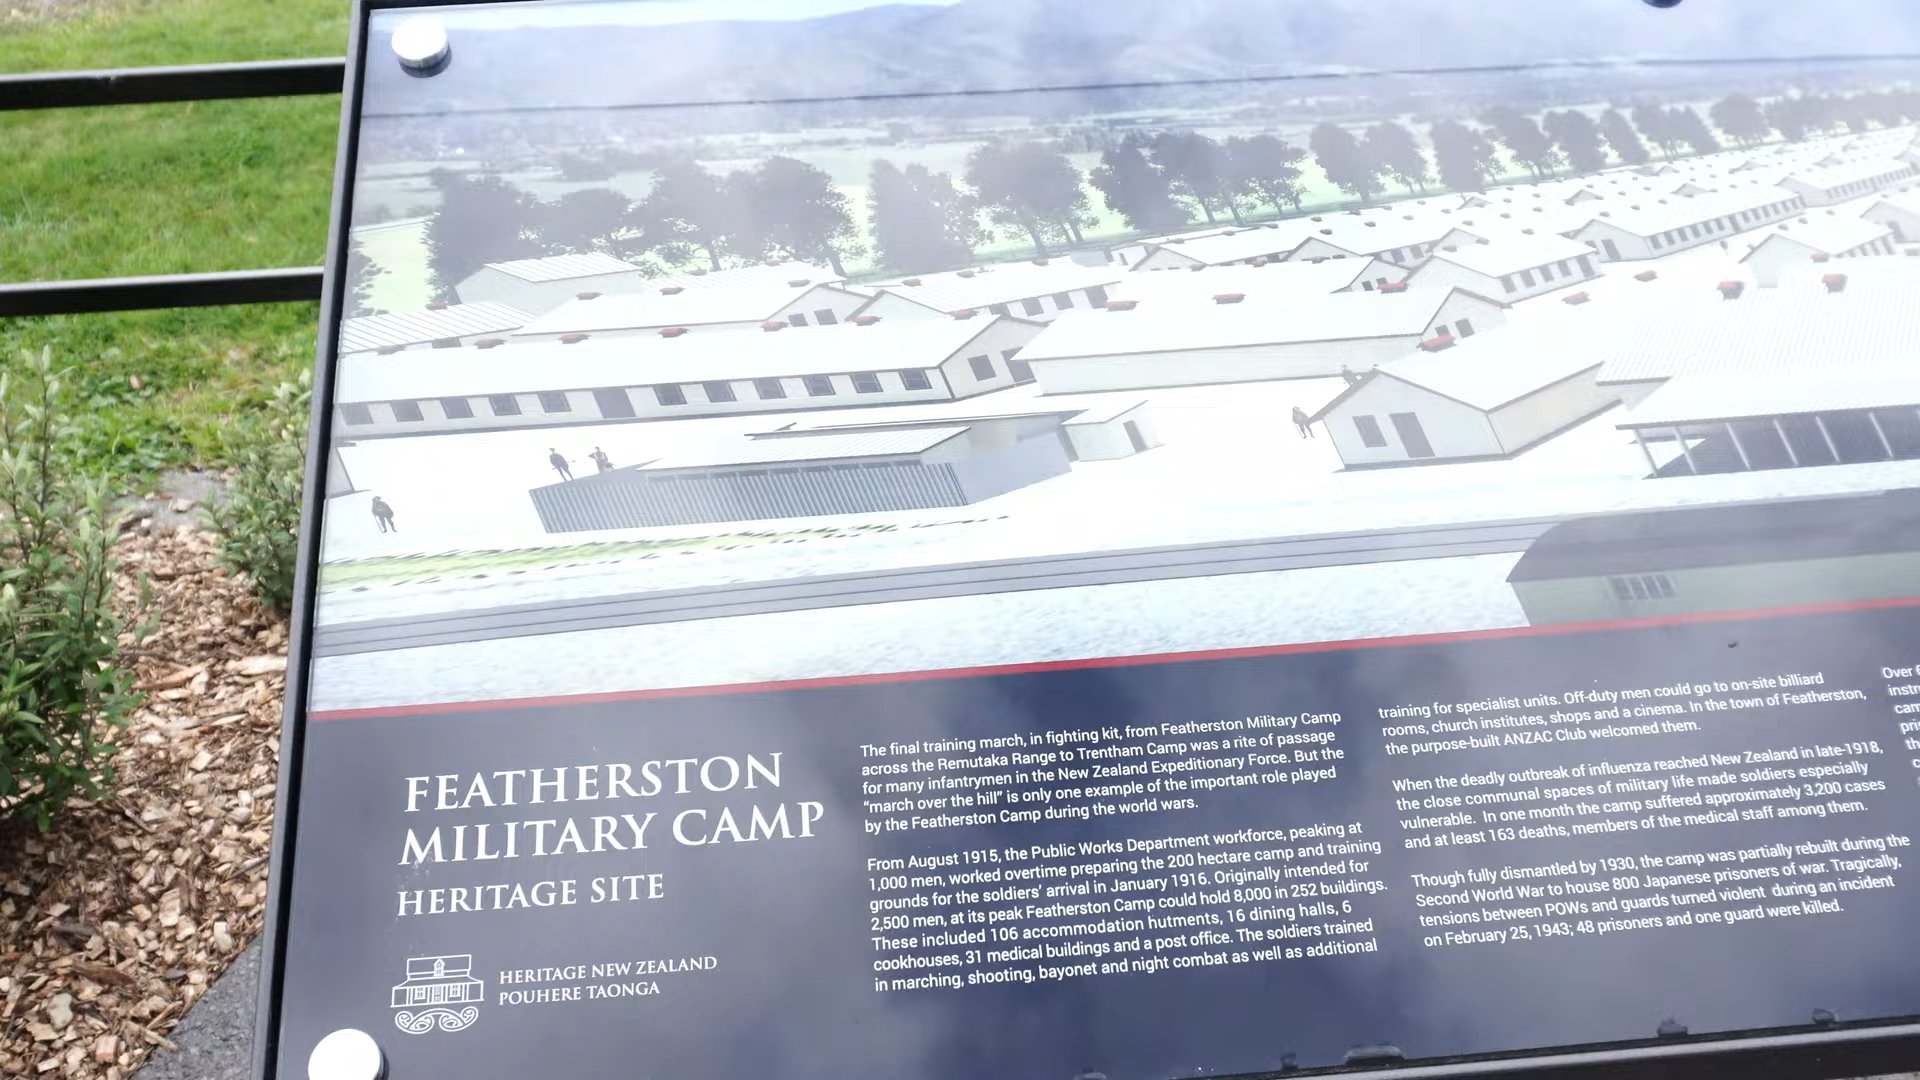 FEATHERSTON
MILITARY CAMP
HERITAGE SITE
HERITAGE NEW ZEALAND
POUHERE TAONGA
The final training march, in fighting kit, from Featherston Military Camp
across the Remutaka Range to Trentham Camp was a rite of passage
for many infantrymen in the New Zealand Expeditionary Force. But the
"march over the hill" is only one example of the important role played
by the Featherston Camp during the world wars.
From August 1915, the Public Works Department workforce, peaking at
1,000 men, worked overtime preparing the 200 hectare camp and training
grounds for the soldiers' arrival in January 1916. Originally intended for
2,500 men, at its peak Featherston Camp could hold 8,000 in 252 buildings.
These included 106 accommodation hutments, 16 dining halls, 6
cookhouses, 31 medical buildings and a post office. The soldiers trained
in marching, shooting, bayonet and night combat as well as additional
training for specialist units. Off-duty men could go to on-site billiard
rooms, church institutes, shops and a cinema. In the town of Featherston,
the purpose-built ANZAC Club welcomed them.
When the deadly outbreak of influenza reached New Zealand in late-1918,
the close communal spaces of military life made soldiers especially
vulnerable. In one month the camp suffered approximately 3,200 cases
and at least 163 deaths, members of the medical staff among them.
Though fully dismantled by 1930, the camp was partially rebuilt during the
Second World War to house 800 Japanese prisoners of war. Tragically,
tensions between POWs and guards turned violent during an incident
on February 25, 1943; 48 prisoners and one guard were killed.
Over